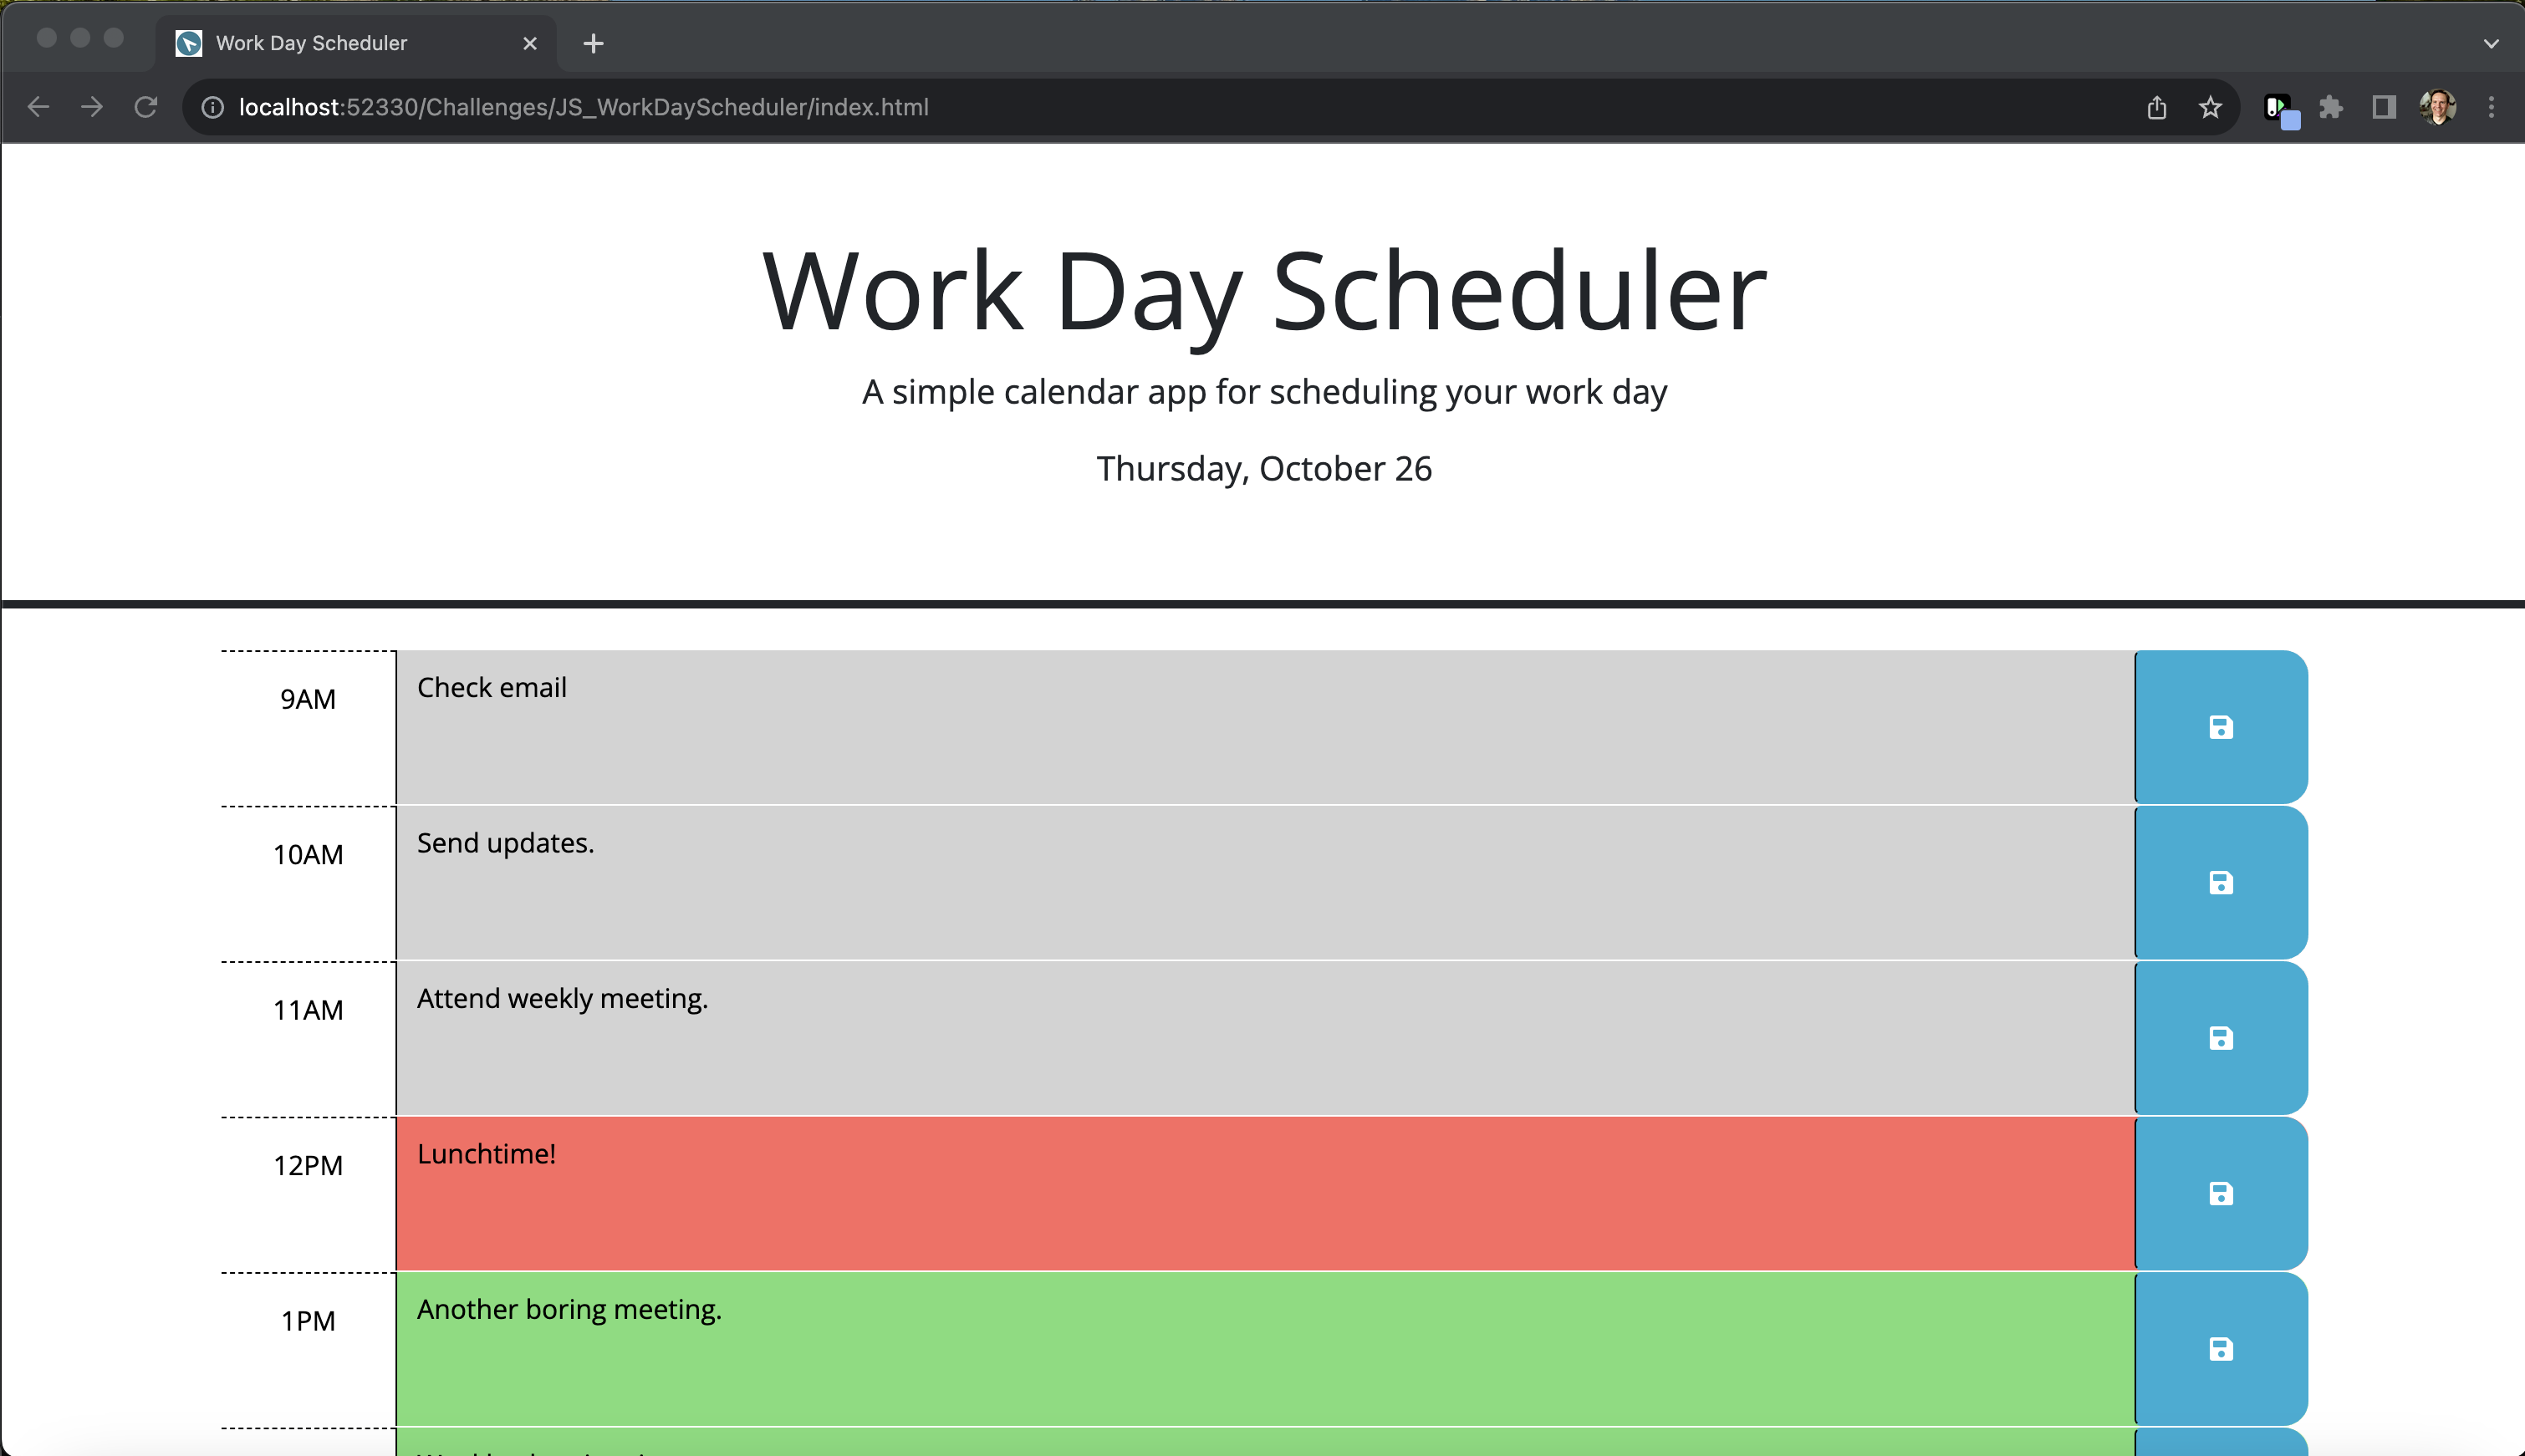 Work Day Scheduler
localhost:52330/Challenges/JS_WorkDayScheduler/index.html
Work Day Scheduler
A simple calendar app for scheduling your work day
Thursday, October 26
9AM Check email
10AM Send updates.
11AM Attend weekly meeting.
12PM Lunchtime!
1PM Another boring meeting.